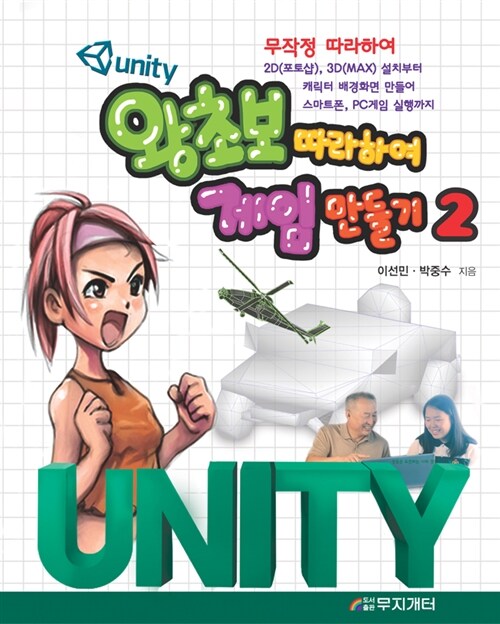 unity
무작정 따라하여
2D(포토샵), 3D(MAX) 설치부터
캐릭터 배경화면 만들어
스마트폰, PC게임 실행까지
왕초보 따라하여
게임 만들기 2
이선민 · 박중수 지음
UNITY
도서출판 무지개터